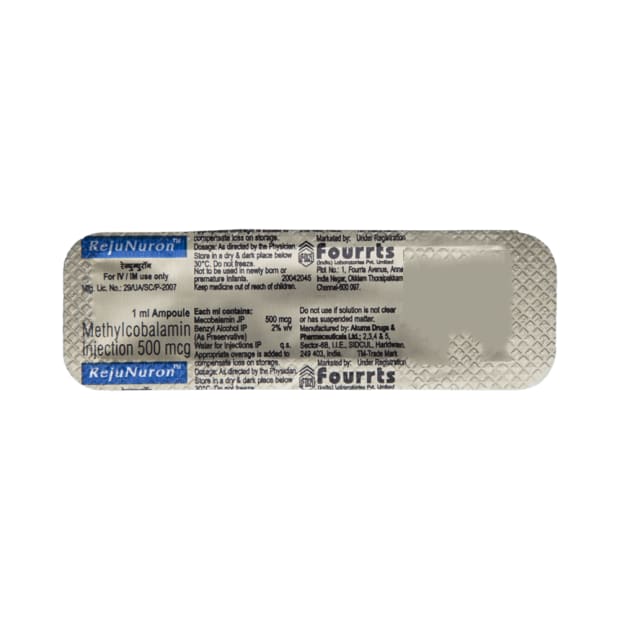 RejuNuron™
रेज्युन्युरॉन
For IV / IM use only
Mfg. Lic. No.: 29/UA/SC/P-2007
1 ml Ampoule
Methylcobalamin
Injection 500 mcg
RejuNuron™
compensate loss on storage.
Dosage: As directed by the Physician
Store in a dry & dark place below
30°C. Do not freeze.
Not to be used in newly born or
premature infants. 20042045
Keep medicine out of reach of children.
Each ml contains:
Mecobalamin JP 500 mcg
Benzyl Alcohol IP 2% v/v
(As Preservative)
Water for Injections IP q.s.
Appropriate overage is added to
compensate loss on storage.
Dosage: As directed by the Physician
Store in a dry & dark place below
30°C. Do not freeze.
Marketed by: Under Registration
Fourrts
(India) Laboratories Pvt. Limited
Plot No.: 1, Fourrts Avenue, Anna
India Nagar, Okkiam Thoraipakkam
Chennai-600 097.
Do not use if solution is not clear
or has suspended matter.
Manufactured by: Akums Drugs &
Pharmaceuticals Ltd.; 2,3,4 & 5,
Sector-6B, I.I.E., SIDCUL, Haridwar-
249 403, India. TM-Trade Mark
Marketed by: Under Registration
Fourrts
(India) Laboratories Pvt. Limited